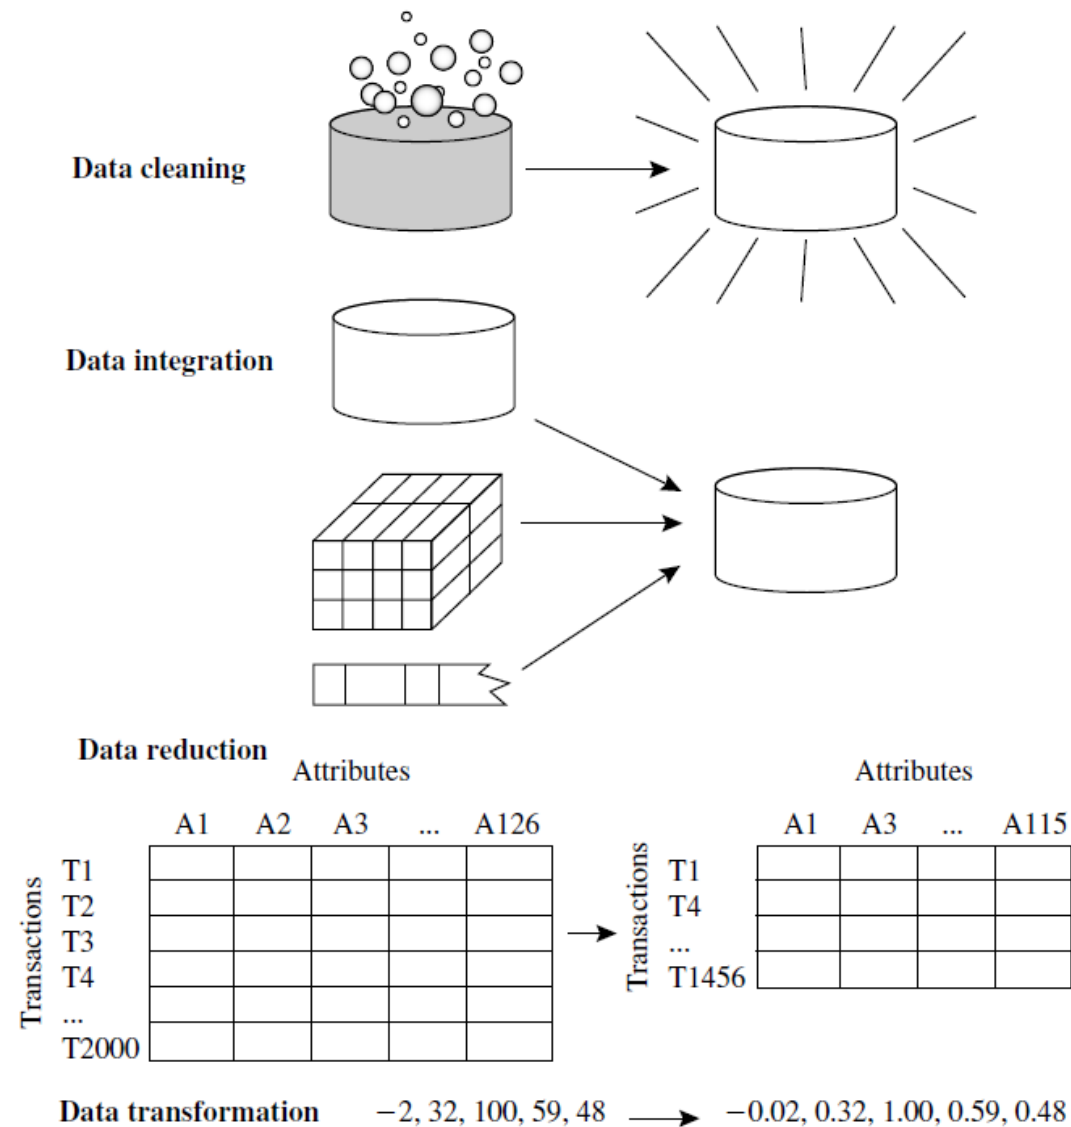 Data cleaning
Data integration
Data reduction
Attributes
A1 A2 A3 ... A126
Transactions
T1
T2
T3
T4
...
T2000
Attributes
A1 A3 ... A115
Transactions
T1
T4
...
T1456
Data transformation −2, 32, 100, 59, 48 −0.02, 0.32, 1.00, 0.59, 0.48